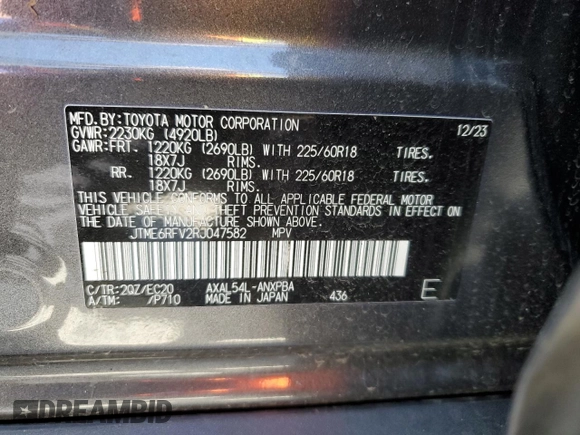 MFD. BY: TOYOTA MOTOR CORPORATION 12/23
GVWR: 2230KG (4920LB)
GAWR: FRT. 1220KG (2690LB) WITH 225/60R18 TIRES.
18X7J RIMS.
RR. 1220KG (2690LB) WITH 225/60R18 TIRES.
18X7J RIMS.
THIS VEHICLE CONFORMS TO ALL APPLICABLE FEDERAL MOTOR
VEHICLE SAFETY THEFT PREVENTION STANDARDS IN EFFECT ON
THE DATE OF MANUFACTURE SHOWN ABOVE.
JTME6RFV2RJ047582 MPV
C/TR: 2QZ/EC20 AXAL54L-ANXPBA
A/TM: /P710 MADE IN JAPAN 436 E
DREAMBID